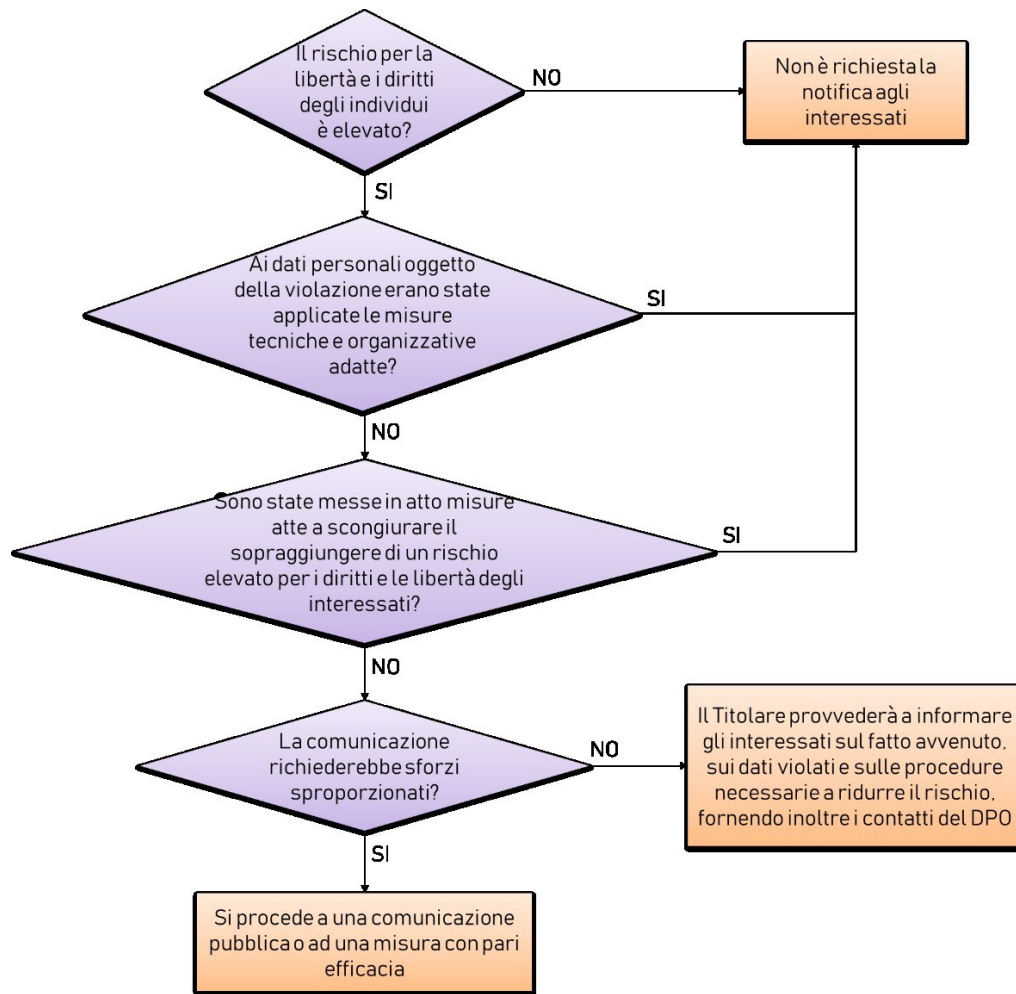 Il rischio per la
libertà e i diritti
degli individui
è elevato?
NO
Non è richiesta la
notifica agli
interessati
SI
Ai dati personali oggetto
della violazione erano state
applicate le misure
tecniche e organizzative
adatte?
SI
NO
Sono state messe in atto misure
atte a scongiurare il
sopraggiungere di un rischio
elevato per i diritti e le libertà degli
interessati?
SI
NO
La comunicazione
richiederebbe sforzi
sproporzionati?
NO
Il Titolare provvederà a informare
gli interessati sul fatto avvenuto,
sui dati violati e sulle procedure
necessarie a ridurre il rischio,
fornendo inoltre i contatti del DPO
SI
Si procede a una comunicazione
pubblica o ad una misura con pari
efficacia